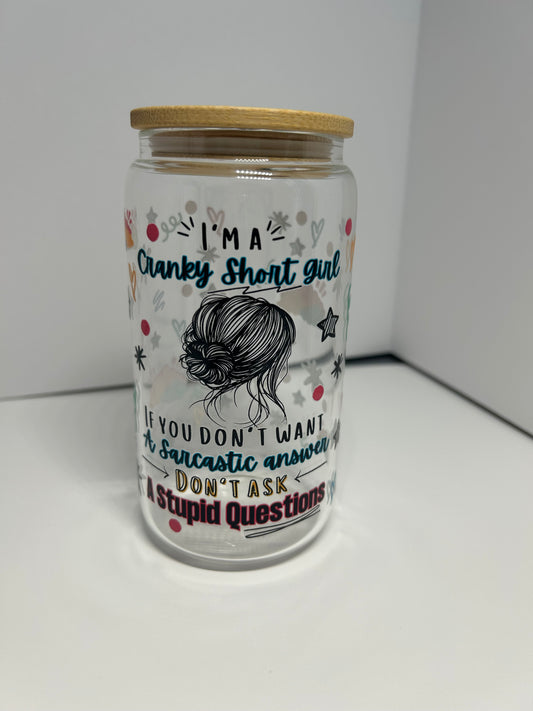 I'M A
Cranky Short girl
IF YOU DON'T WANT
A Sarcastic answer
DON'T ASK
A Stupid Questions